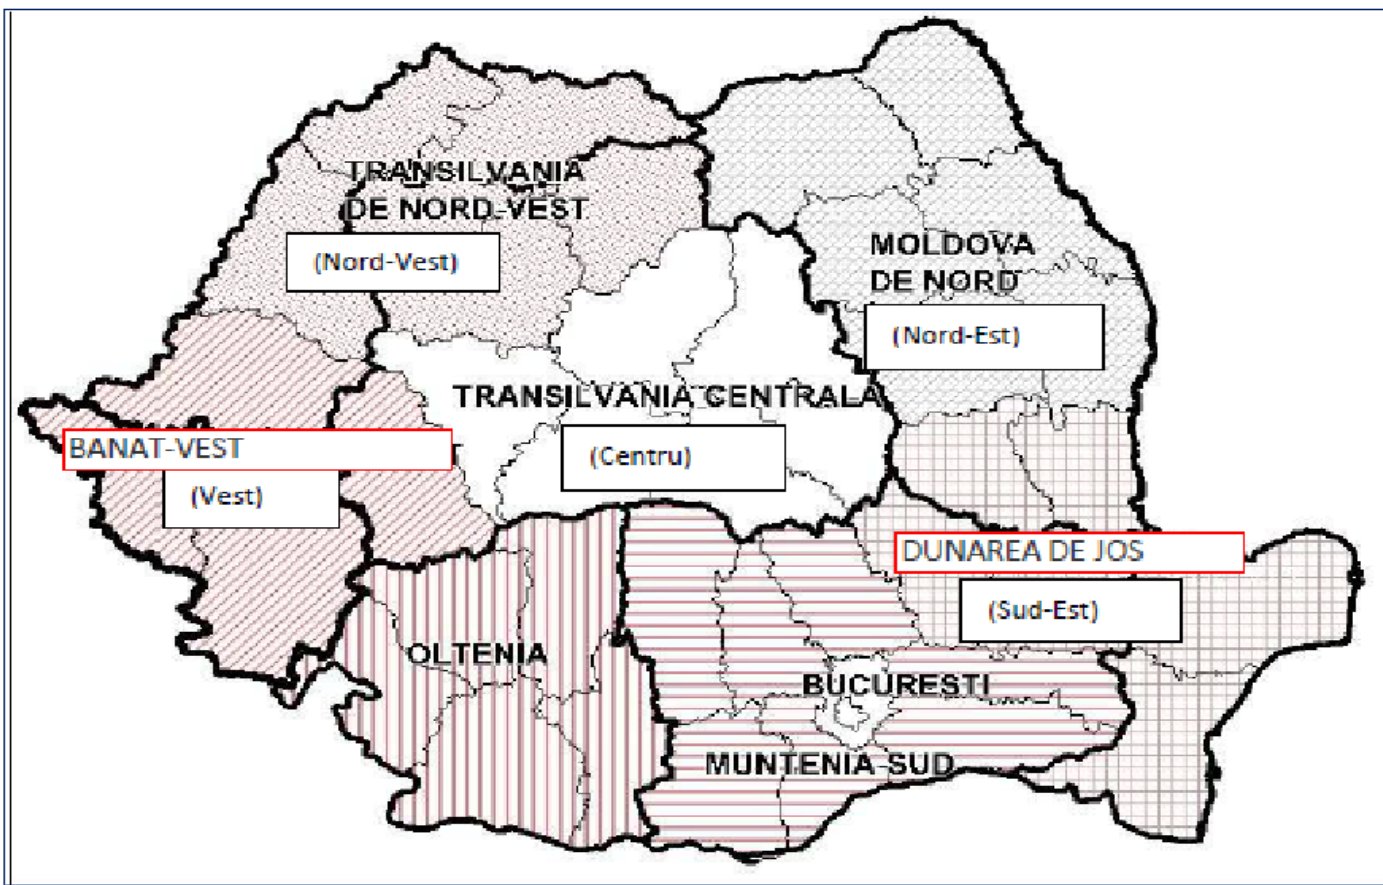 TRANSILVANIA
DE NORD-VEST
(Nord-Vest)
MOLDOVA
DE NORD
(Nord-Est)
TRANSILVANIA CENTRALA
(Centru)
BANAT-VEST
(Vest)
DUNAREA DE JOS
(Sud-Est)
OLTENIA
BUCURESTI
MUNTENIA-SUD